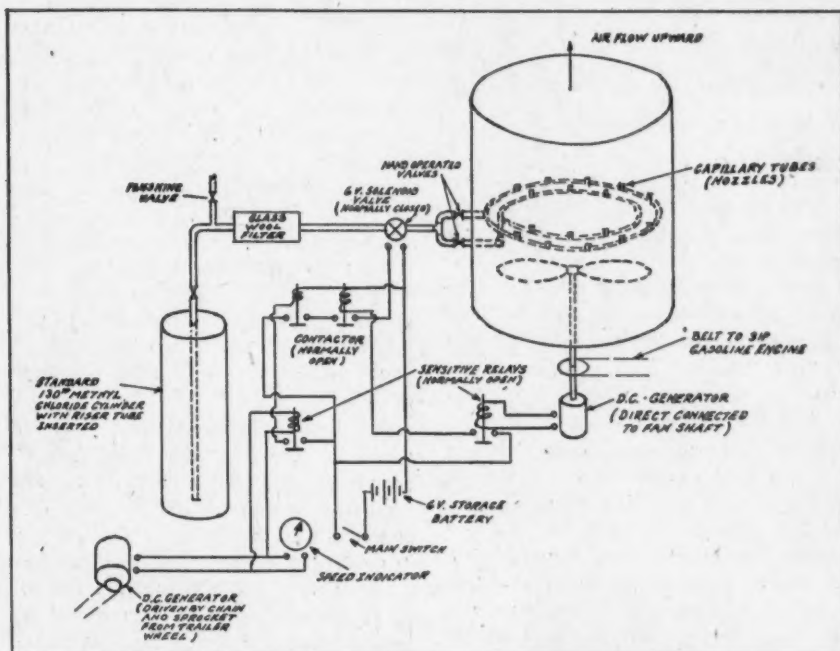 AIR FLOW UPWARD
HAND OPERATED
VALVES
CAPILLARY TUBES
(NOZZLES)
6 V. SOLENOID
VALVE
(NORMALLY CLOSED)
VALVE
GLASS
WOOL
FILTER
CONTACTOR
(NORMALLY
OPEN)
SENSITIVE RELAYS
(NORMALLY OPEN)
BELT TO 3 HP
GASOLINE ENGINE
STANDARD
130# METHYL
CHLORIDE CYLINDER
WITH RISER TUBE
INSERTED
D.C.-GENERATOR
(DIRECT CONNECTED
TO FAN SHAFT)
6 V. STORAGE
BATTERY
MAIN SWITCH
SPEED INDICATOR
D.C. GENERATOR
(DRIVEN BY CHAIN
AND SPROCKET
FROM TRAILER
WHEEL)